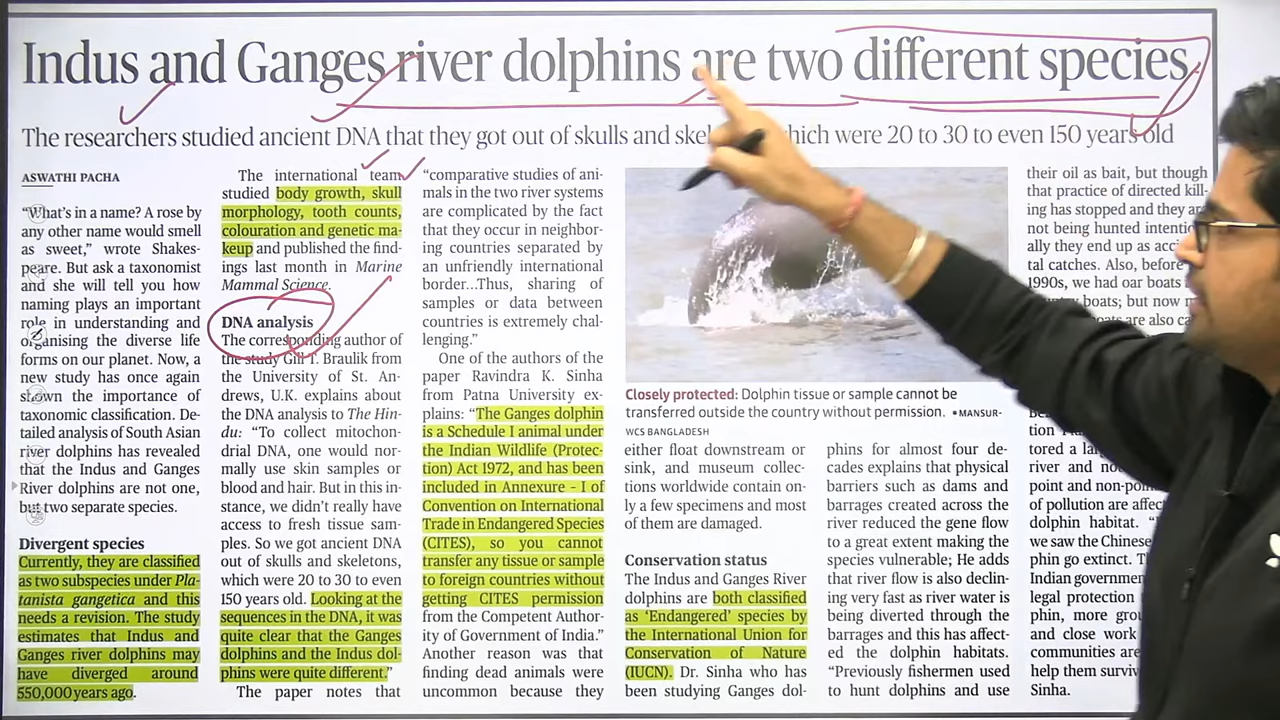 Indus and Ganges river dolphins are two different species
The researchers studied ancient DNA that they got out of skulls and which were 20 to 30 to even 150 years old
ASWATHI PACHA
“What’s in a name? A rose by
any other name would smell
as sweet,” wrote Shakes-
peare. But ask a taxonomist
and she will tell you how
naming plays an important
role in understanding and
organising the diverse life
forms on our planet. Now, a
new study has once again
shown the importance of
taxonomic classification. De-
tailed analysis of South Asian
river dolphins has revealed
that the Indus and Ganges
River dolphins are not one,
but two separate species.
Divergent species
Currently, they are classified
as two subspecies under Pla-
tanista gangetica and this
needs a revision. The study
estimates that Indus and
Ganges river dolphins may
have diverged around
550,000 years ago.
The international team
studied body growth, skull
morphology, tooth counts,
colouration and genetic ma-
keup and published the find-
ings last month in Marine
Mammal Science.
DNA analysis
The corresponding author of
the study Gill T. Braulik from
the University of St. An-
drews, U.K. explains about
the DNA analysis to The Hin-
du: “To collect mitochon-
drial DNA, one would nor-
mally use skin samples or
blood and hair. But in this in-
stance, we didn’t really have
access to fresh tissue sam-
ples. So we got ancient DNA
out of skulls and skeletons,
which were 20 to 30 to even
150 years old. Looking at the
sequences in the DNA, it was
quite clear that the Ganges
dolphins and the Indus dol-
phins were quite different.”
The paper notes that
“comparative studies of ani-
mals in the two river systems
are complicated by the fact
that they occur in neighbor-
ing countries separated by
an unfriendly international
border...Thus, sharing of
samples or data between
countries is extremely chal-
lenging.”
One of the authors of the
paper Ravindra K. Sinha
from Patna University ex-
plains: “The Ganges dolphin
is a Schedule I animal under
the Indian Wildlife (Protec-
tion) Act 1972, and has been
included in Annexure – I of
Convention on International
Trade in Endangered Species
(CITES), so you cannot
transfer any tissue or sample
to foreign countries without
getting CITES permission
from the Competent Author-
ity of Government of India.”
Another reason was that
finding dead animals were
uncommon because they
Closely protected: Dolphin tissue or sample cannot be
transferred outside the country without permission. • MANSUR-
WCS BANGLADESH
either float downstream or
sink, and museum collec-
tions worldwide contain on-
ly a few specimens and most
of them are damaged.
Conservation status
The Indus and Ganges River
dolphins are both classified
as ‘Endangered’ species by
the International Union for
Conservation of Nature
(IUCN). Dr. Sinha who has
been studying Ganges dol-
phins for almost four de-
cades explains that physical
barriers such as dams and
barrages created across the
river reduced the gene flow
to a great extent making the
species vulnerable; He adds
that river flow is also declin-
ing very fast as river water is
being diverted through the
barrages and this has affect-
ed the dolphin habitats.
“Previously fishermen used
to hunt dolphins and use
their oil as bait, but though
that practice of directed kill-
ing has stopped and they are
not being hunted
ally they end up as
tal catches. Also, before
1990s, we had oar boats
boats; but now
are also
tion
tored a
river and
point and
of pollution are
dolphin habitat.
we saw the Chinese
phin go extinct.
Indian
legal protection
phin, more
and close work
communities are
help them
Sinha.